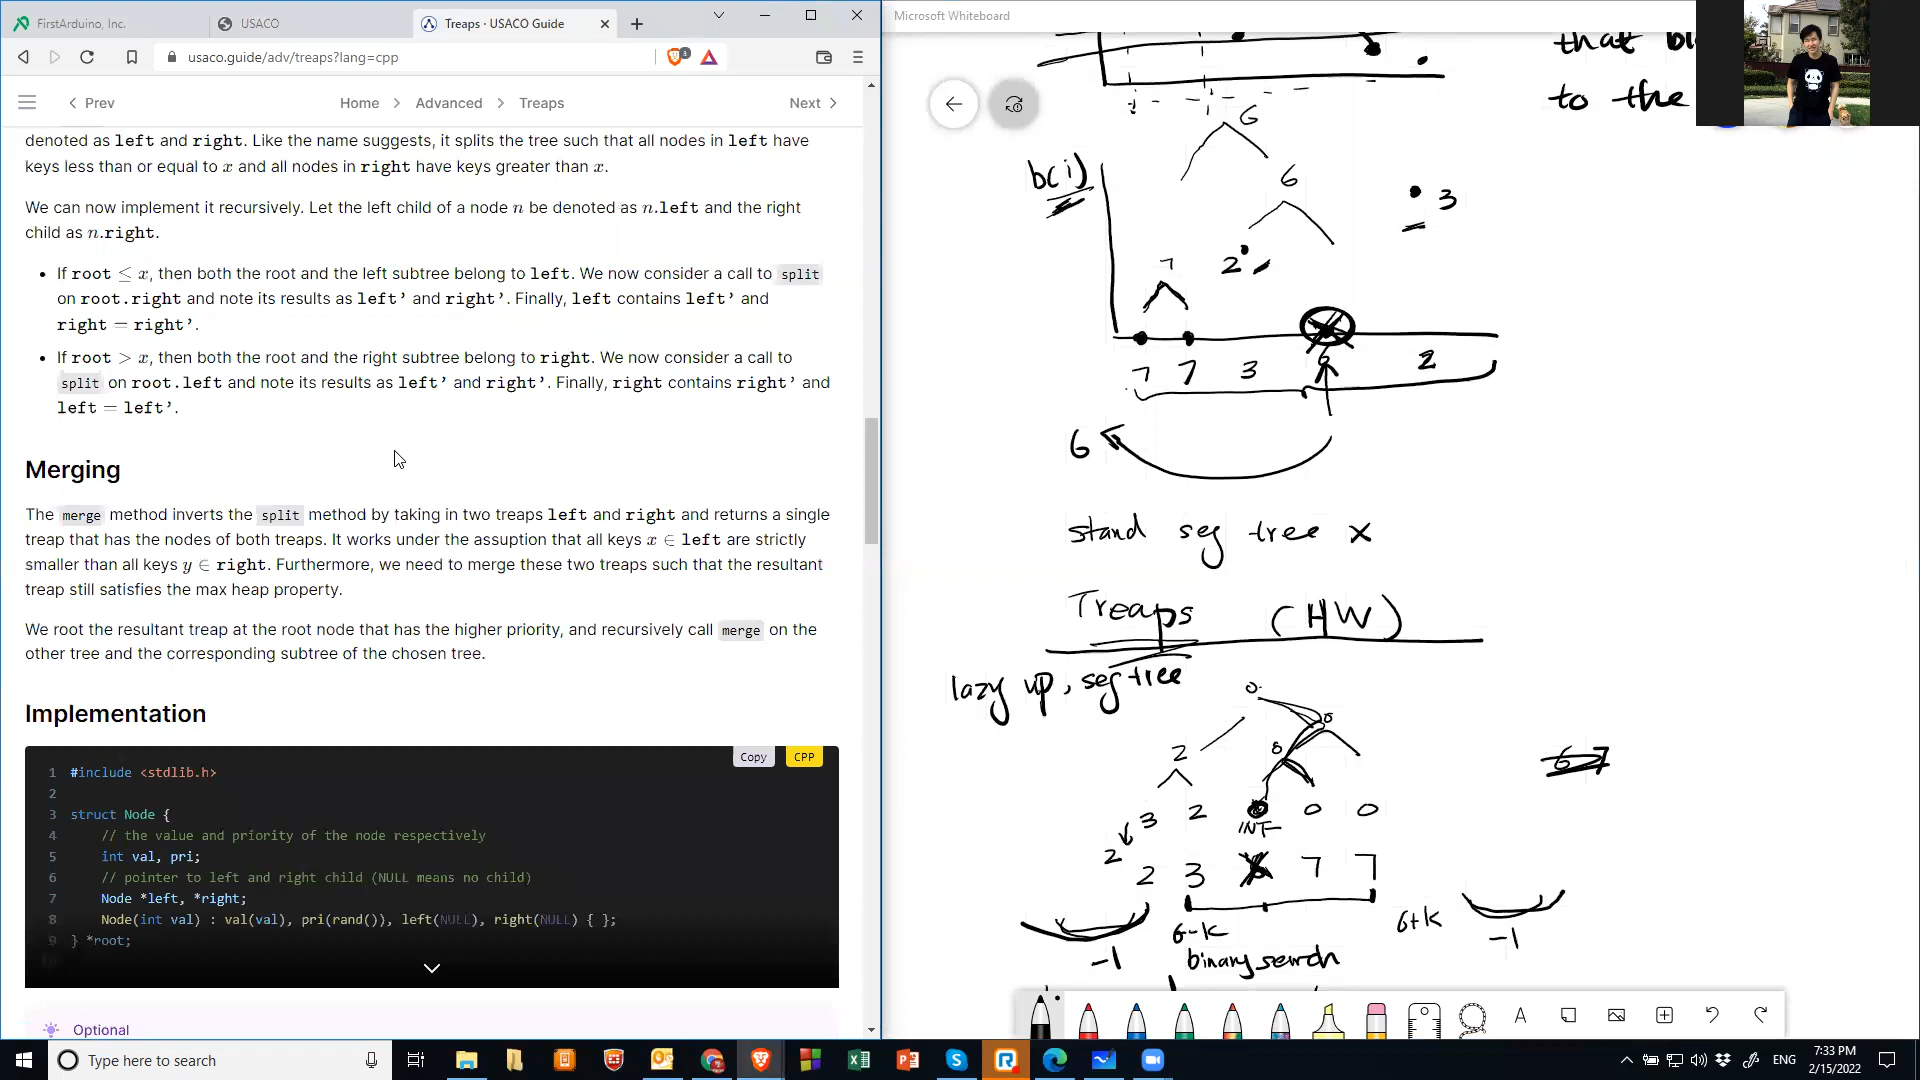 FirstArduino, Inc.
USACO
Treaps · USACO Guide
usaco.guide/adv/treaps?lang=cpp
Prev
Home
Advanced
Treaps
Next
denoted as left and right. Like the name suggests, it splits the tree such that all nodes in left have
keys less than or equal to x and all nodes in right have keys greater than x.
We can now implement it recursively. Let the left child of a node n be denoted as n.left and the right
child as n.right.
• If root ≤ x, then both the root and the left subtree belong to left. We now consider a call to split
on root.right and note its results as left’ and right’. Finally, left contains left’ and
right = right’.
• If root > x, then both the root and the right subtree belong to right. We now consider a call to
split on root.left and note its results as left’ and right’. Finally, right contains right’ and
left = left’.
Merging
The merge method inverts the split method by taking in two treaps left and right and returns a single
treap that has the nodes of both treaps. It works under the assumption that all keys x ∈ left are strictly
smaller than all keys y ∈ right. Furthermore, we need to merge these two treaps such that the resultant
treap still satisfies the max heap property.
We root the resultant treap at the root node that has the higher priority, and recursively call merge on the
other tree and the corresponding subtree of the chosen tree.
Implementation
Copy
CPP
1 #include <stdlib.h>
2
3 struct Node {
4 // the value and priority of the node respectively
5 int val, pri;
6 // pointer to left and right child (NULL means no child)
7 Node *left, *right;
8 Node(int val) : val(val), pri(rand()), left(NULL), right(NULL) { };
9 } *root;
10
Optional
Microsoft Whiteboard
that
to the
6
b(i)
6
3
7
2
7 7 3 6 2
6
stand seg tree X
Treaps (HW)
lazy up, seg tree
0
0
2 0
3 2 0 0
INF
2
2 3 7 7
6-k
6+k
-1
-1
binary search
Type here to search
ENG
7:33 PM
2/15/2022